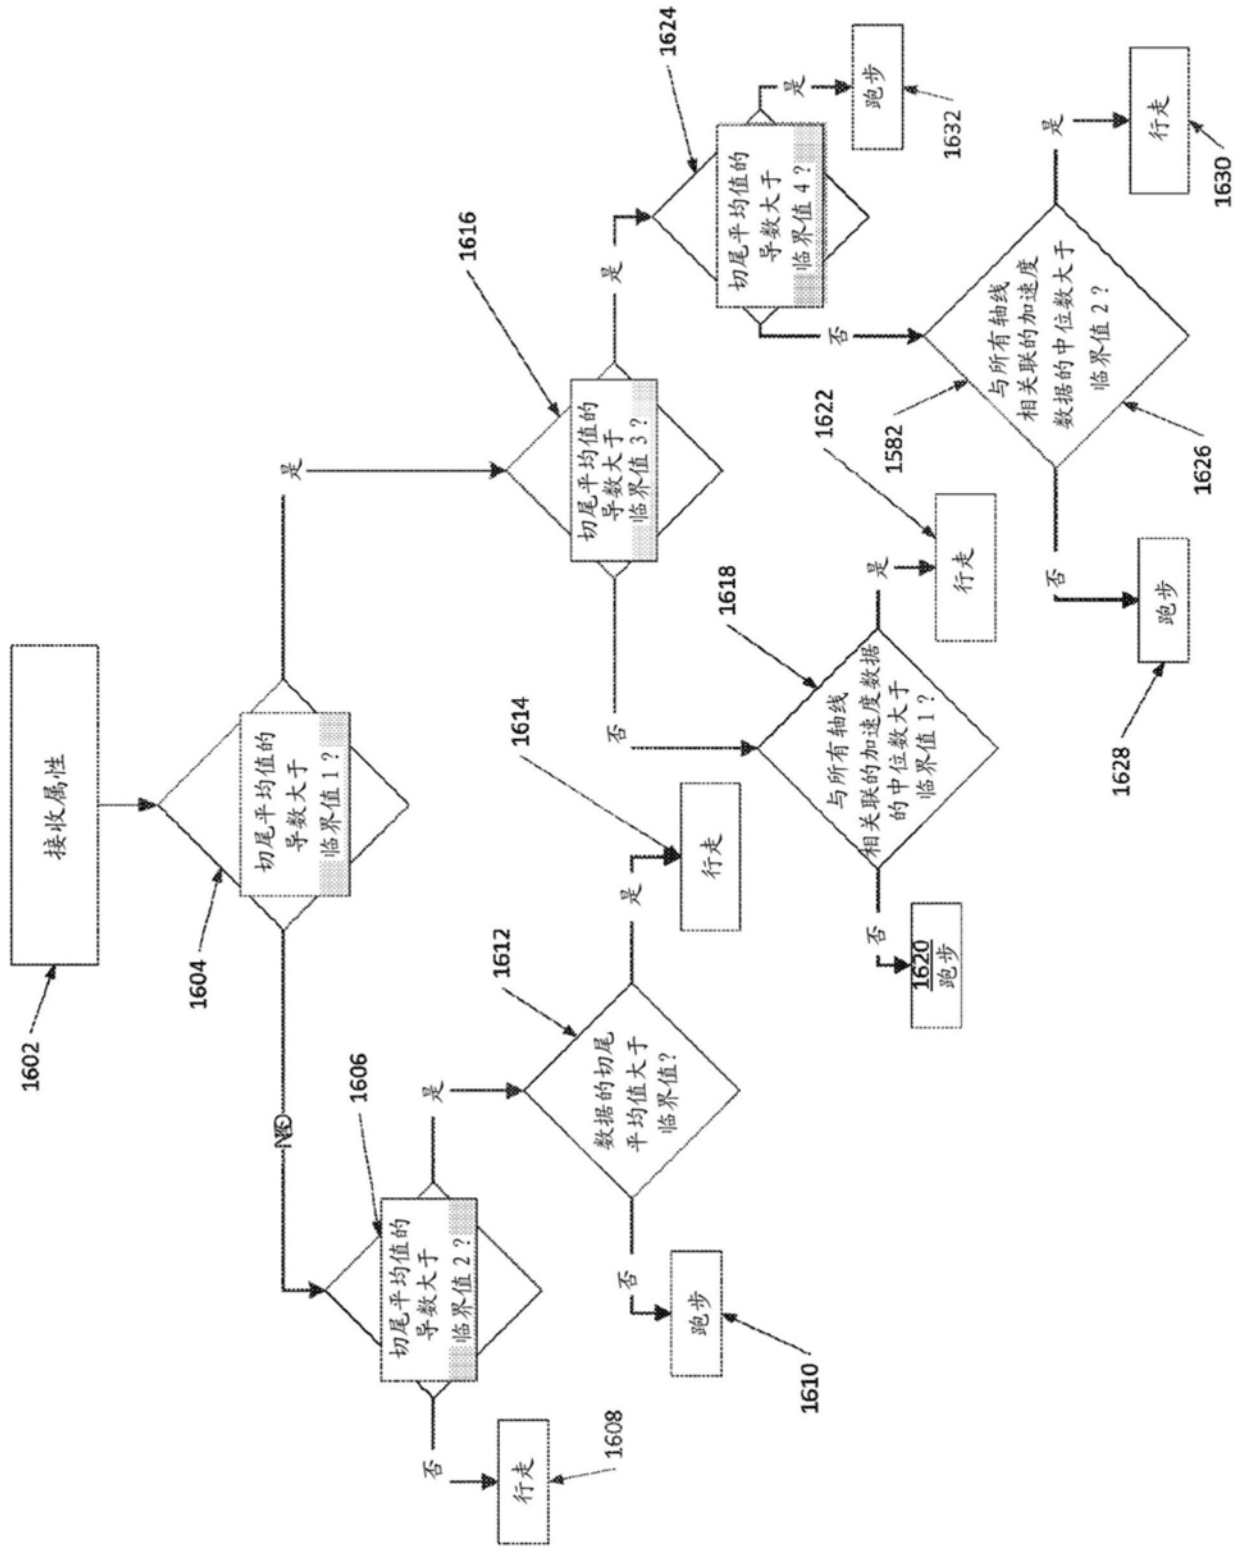 1602
接收属性
1604
切尾平均值的
导数大于
临界值1?
是
1606
切尾平均值的
导数大于
临界值2?
否
行走
1608
是
1612
数据的切尾
平均值大于
临界值?
否
跑步
1610
是
行走
1614
1616
切尾平均值的
导数大于
临界值3?
否
1618
与所有轴线
相关联的加速度数据
的中位数大于
临界值1?
否
1620
跑步
是
行走
1622
是
1624
切尾平均值的
导数大于
临界值4?
是
跑步
1632
否
1582
与所有轴线
相关联的加速度
数据的中位数大于
临界值2?
1626
否
跑步
1628
是
行走
1630